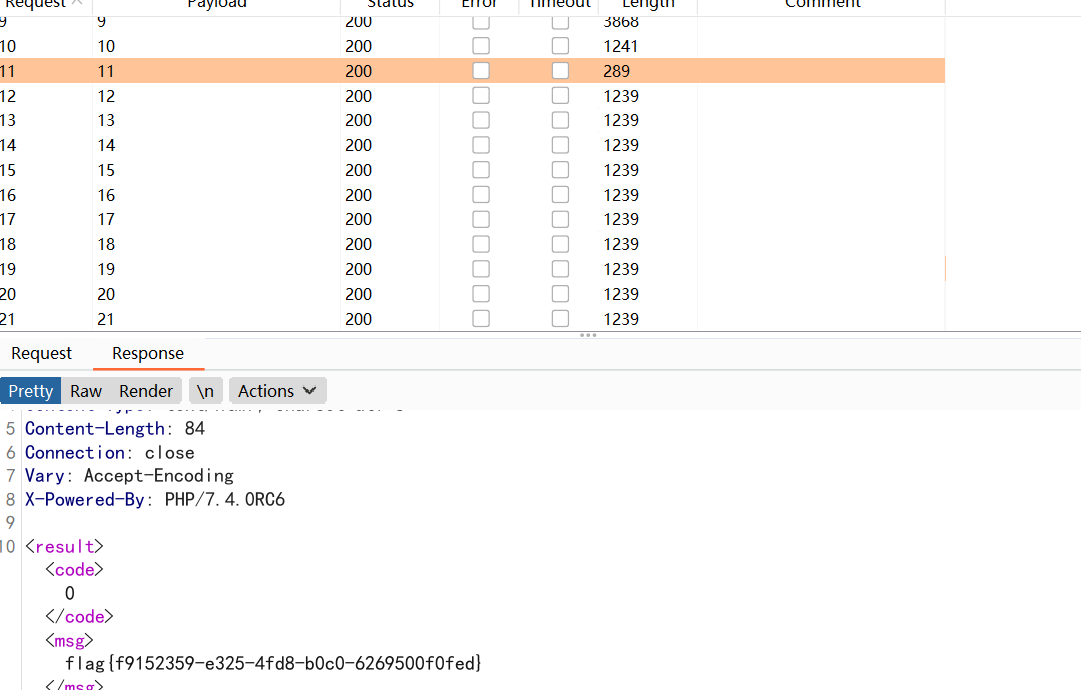 Request Payload Status Error Timeout Length Comment
9 9 200 3868
10 10 200 1241
11 11 200 289
12 12 200 1239
13 13 200 1239
14 14 200 1239
15 15 200 1239
16 16 200 1239
17 17 200 1239
18 18 200 1239
19 19 200 1239
20 20 200 1239
21 21 200 1239
Request Response
Pretty Raw Render \n Actions
5 Content-Length: 84
6 Connection: close
7 Vary: Accept-Encoding
8 X-Powered-By: PHP/7.4.0RC6
9
10 <result>
<code>
0
</code>
<msg>
flag{f9152359-e325-4fd8-b0c0-6269500f0fed}
</msg>